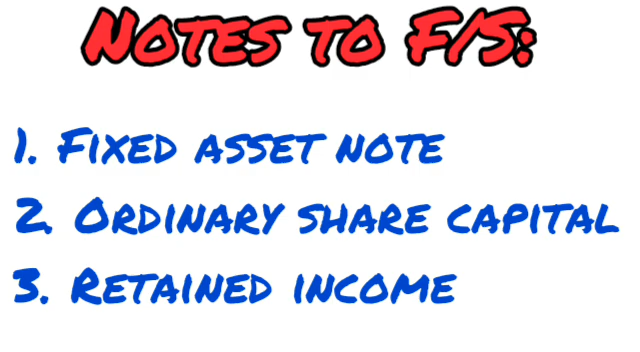 Notes to F/S:
1. Fixed asset note
2. Ordinary share capital
3. Retained income